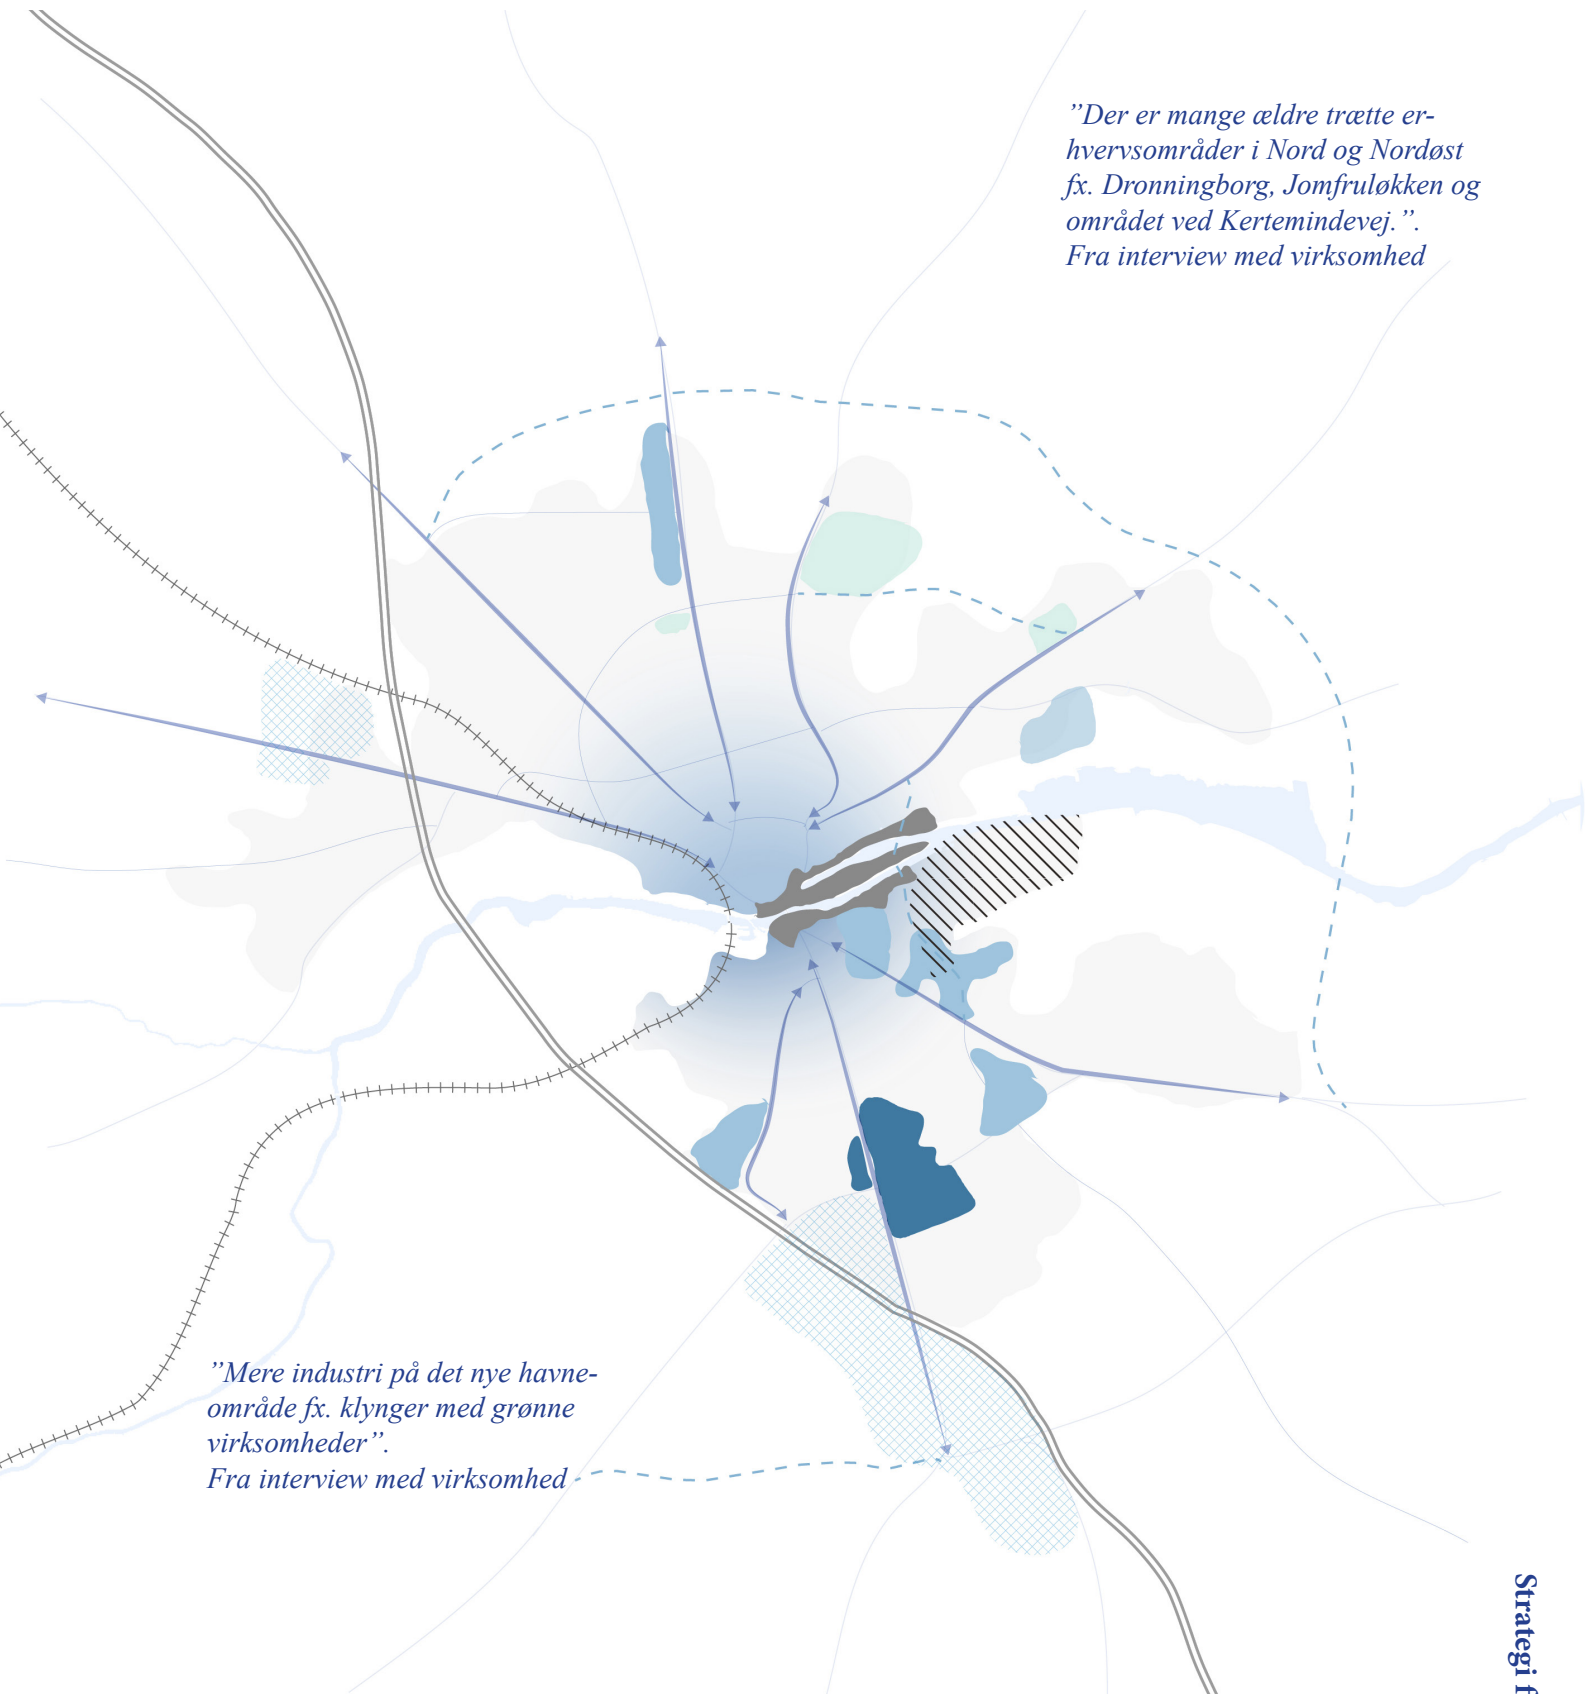 ”Der er mange ældre trætte er-
hvervsområder i Nord og Nordøst
fx. Dronningborg, Jomfruløkken og
området ved Kertemindevej.”.
Fra interview med virksomhed
”Mere industri på det nye havne-
område fx. klynger med grønne
virksomheder”.
Fra interview med virksomhed
Strategi f